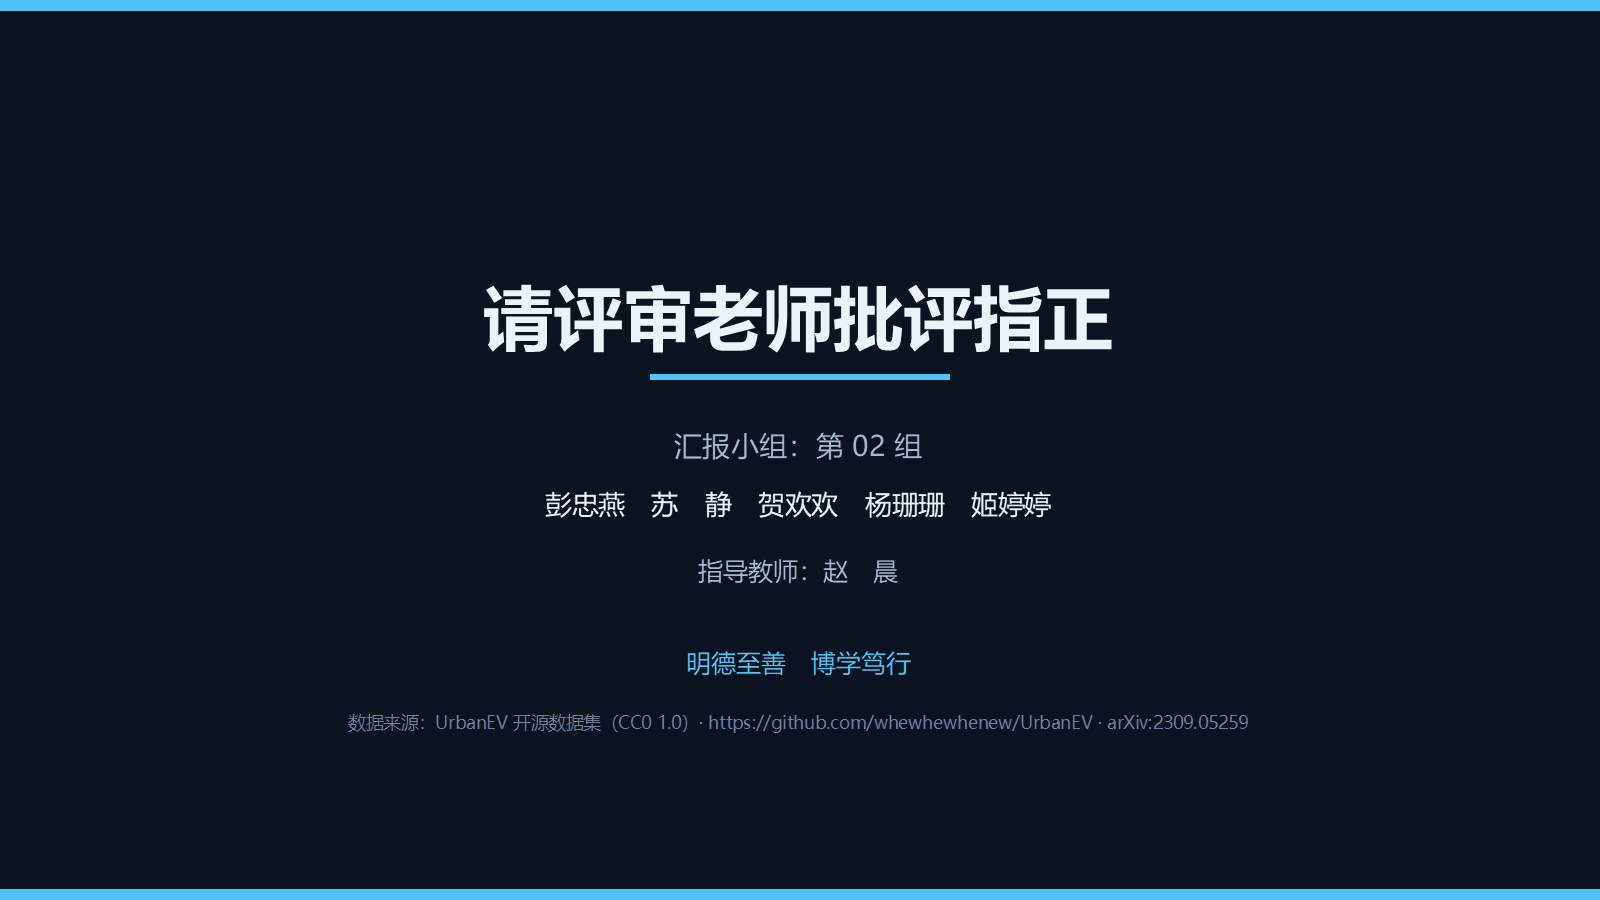 请评审老师批评指正
汇报小组：第 02 组
彭忠燕　苏　静　贺欢欢　杨珊珊　姬婷婷
指导教师：赵　晨
明德至善　博学笃行
数据来源：UrbanEV 开源数据集（CC0 1.0）· https://github.com/whewhewhenew/UrbanEV · arXiv:2309.05259